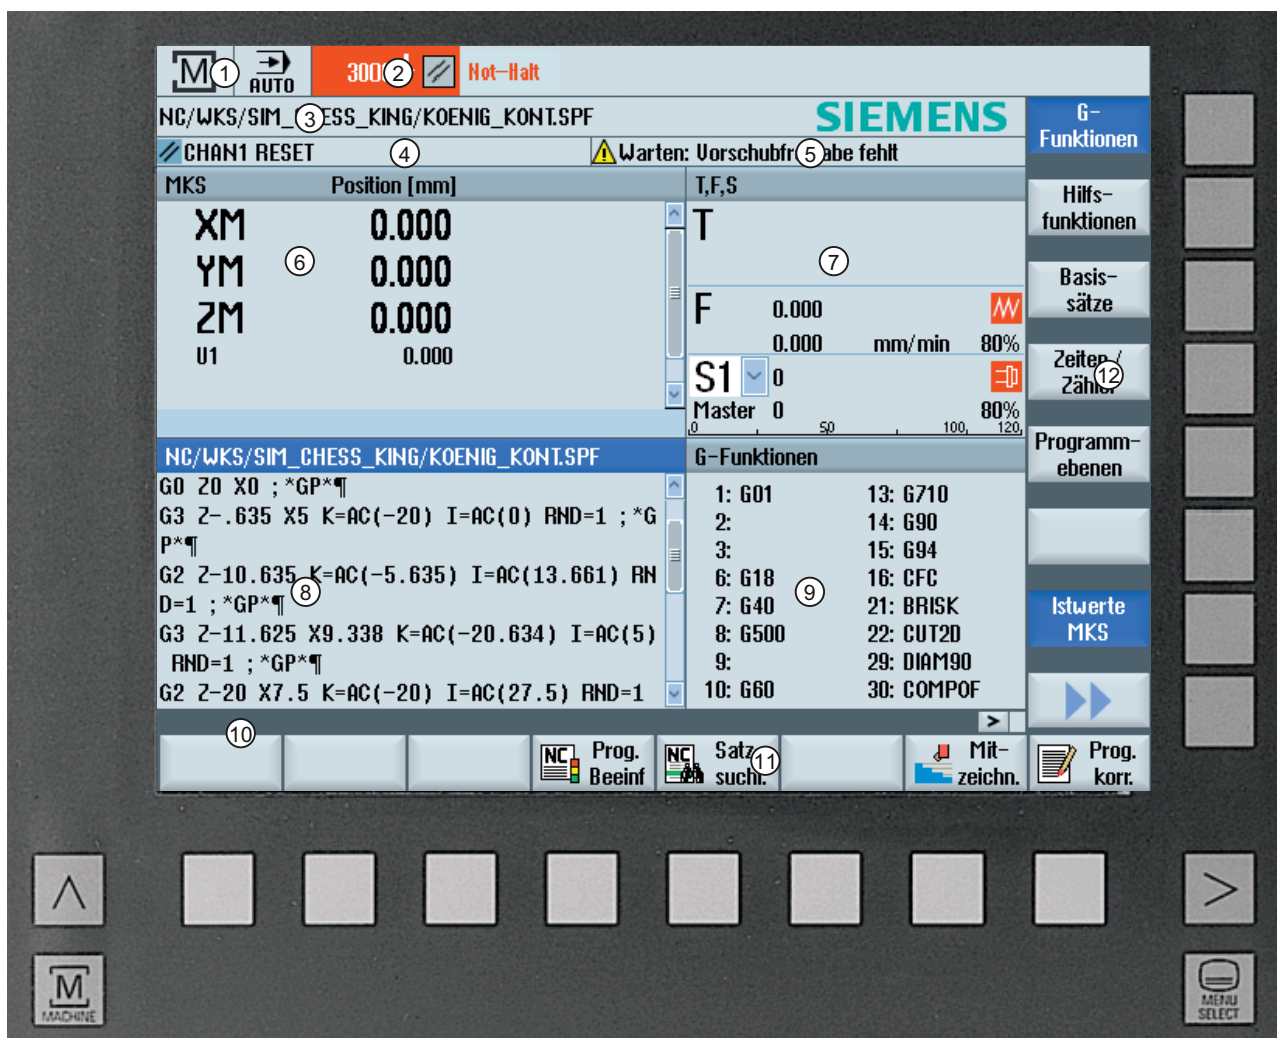 M 1 AUTO
300 2 Not-Halt
NC/WKS/SIM_ 3 ESS_KING/KOENIG_KONT.SPF
SIEMENS
CHAN1 RESET 4
Warten: Vorschubfr 5 abe fehlt
MKS Position [mm]
XM 0.000
YM 0.000
ZM 0.000
U1 0.000
6
T,F,S
T
7
F 0.000
0.000 mm/min 80%
S1 0
Master 0 80%
0 50 100 120
NC/WKS/SIM_CHESS_KING/KOENIG_KONT.SPF
G0 Z0 X0 ;*GP*¶
G3 Z-.635 X5 K=AC(-20) I=AC(0) RND=1 ;*G
P*¶
G2 Z-10.635 K=AC(-5.635) I=AC(13.661) RN
D=1 ;*GP*¶
8
G3 Z-11.625 X9.338 K=AC(-20.634) I=AC(5)
RND=1 ;*GP*¶
G2 Z-20 X7.5 K=AC(-20) I=AC(27.5) RND=1
G-Funktionen
1: G01 13: G710
2: 14: G90
3: 15: G94
6: G18 16: CFC
9
7: G40 21: BRISK
8: G500 22: CUT2D
9: 29: DIAM90
10: G60 30: COMPOF
>
G-
Funktionen
Hilfs-
funktionen
Basis-
sätze
Zeiten /
Zähler
12
Programm-
ebenen
Istwerte
MKS
10
NC Prog.
Beeinf
NC Satz
such.
11
Mit-
zeichn.
Prog.
korr.
>
M
MACHINE
MENU
SELECT